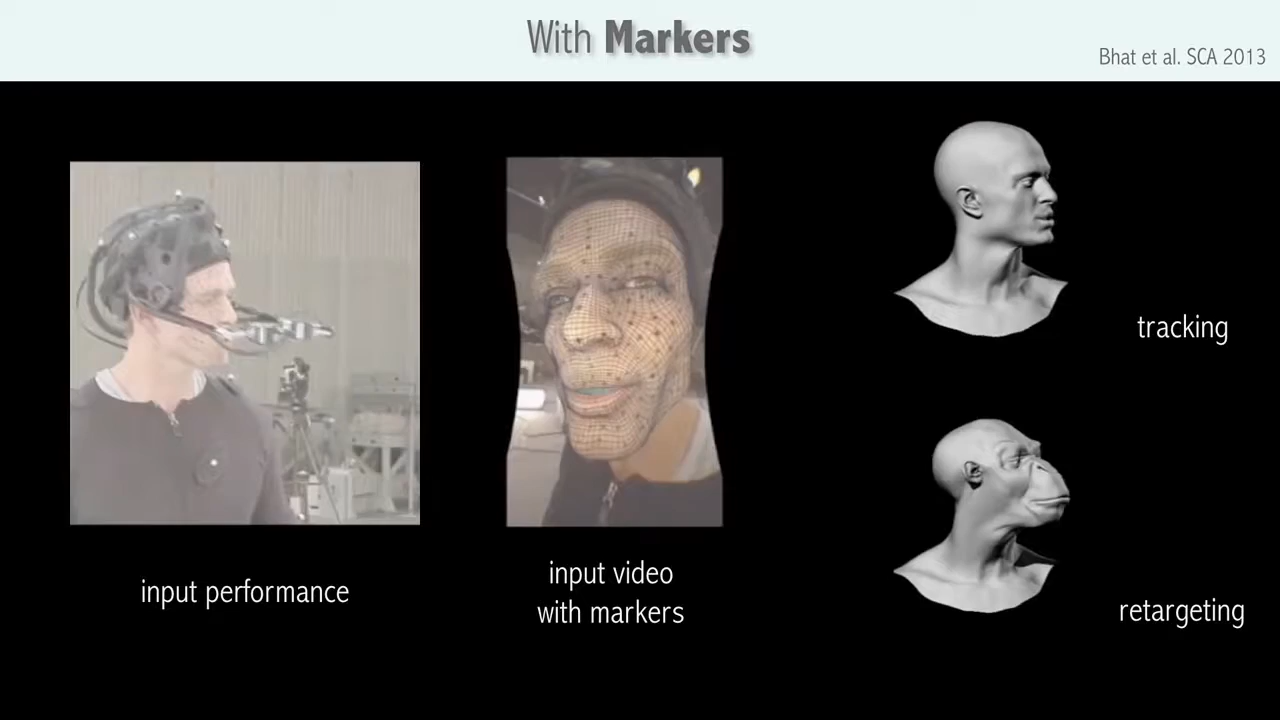 With Markers
Bhat et al. SCA 2013
tracking
input performance
input video
with markers
retargeting